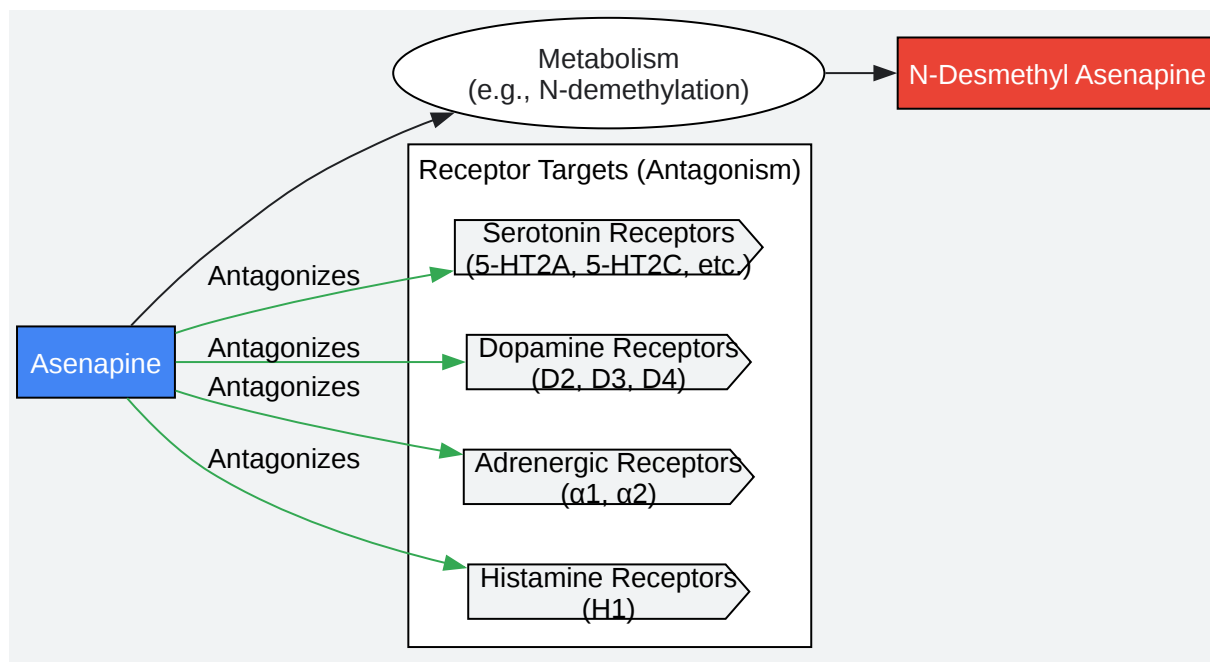 Metabolism
(e.g., N-demethylation)
N-Desmethyl Asenapine
Receptor Targets (Antagonism)
Serotonin Receptors
(5-HT2A, 5-HT2C, etc.)
Antagonizes
Asenapine
Antagonizes
Dopamine Receptors
(D2, D3, D4)
Antagonizes
Adrenergic Receptors
(α1, α2)
Antagonizes
Histamine Receptors
(H1)